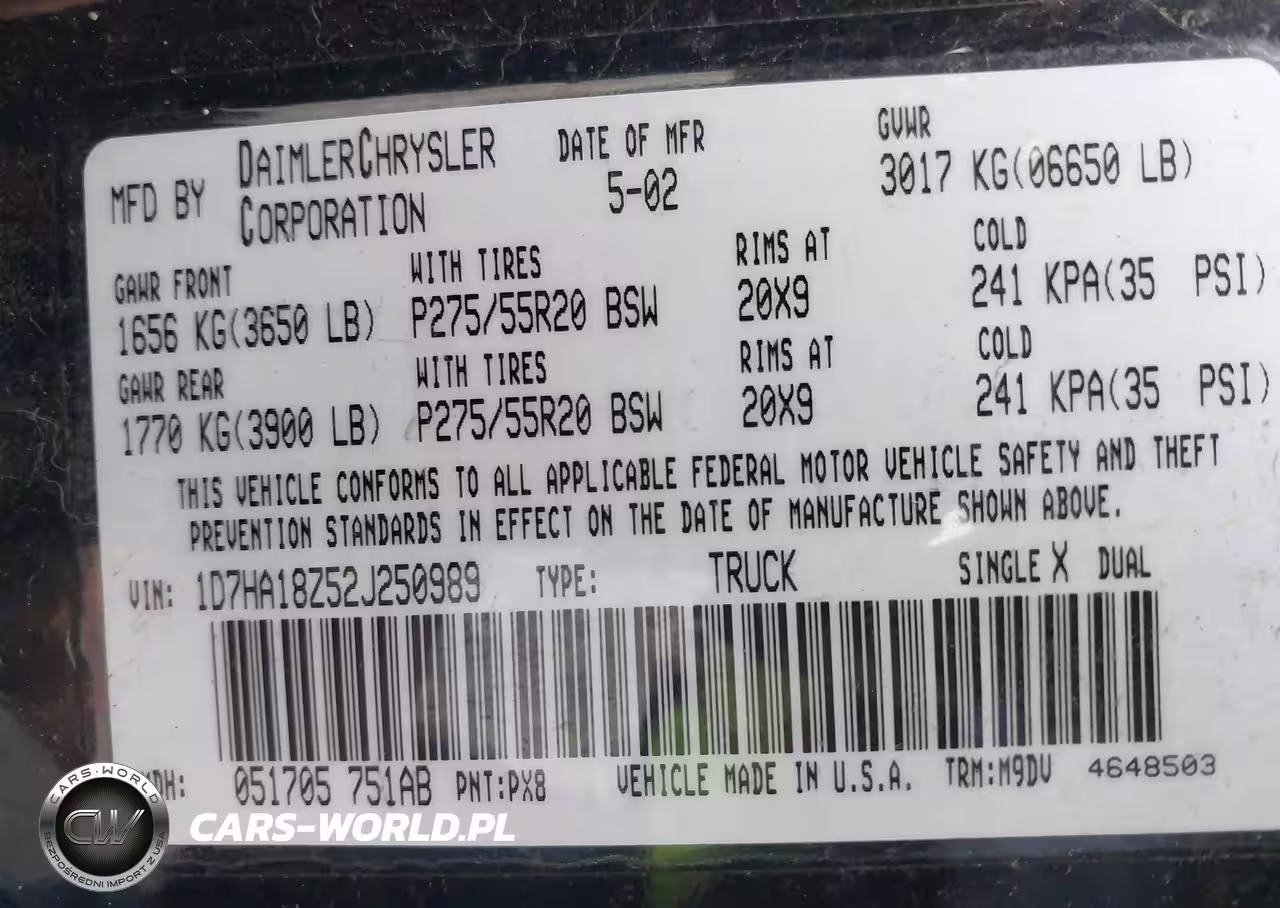 MFD BY DAIMLERCHRYSLER CORPORATION DATE OF MFR 5-02 GVWR 3017 KG(06650 LB)
GAWR FRONT WITH TIRES RIMS AT COLD
1656 KG(3650 LB) P275/55R20 BSW 20X9 241 KPA(35 PSI)
GAWR REAR WITH TIRES RIMS AT COLD
1770 KG(3900 LB) P275/55R20 BSW 20X9 241 KPA(35 PSI)
THIS VEHICLE CONFORMS TO ALL APPLICABLE FEDERAL MOTOR VEHICLE SAFETY AND THEFT
PREVENTION STANDARDS IN EFFECT ON THE DATE OF MANUFACTURE SHOWN ABOVE.
VIN: 1D7HA18Z52J250989 TYPE: TRUCK SINGLE X DUAL
051705 751AB PNT:PX8 VEHICLE MADE IN U.S.A. TRM:M9DV 4648503
CARS-WORLD
CW
BEZPOŚREDNI IMPORT Z USA
CARS-WORLD.PL